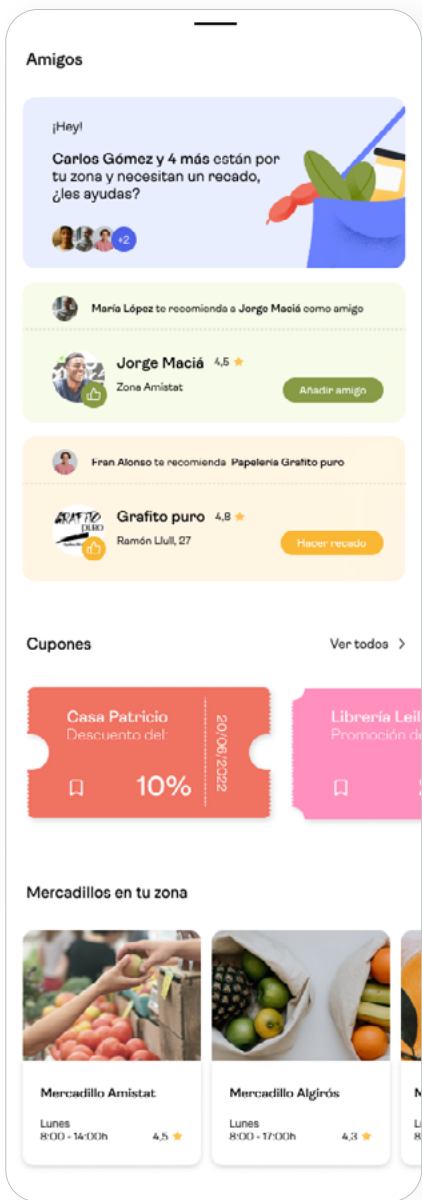 Amigos
¡Hey!
Carlos Gómez y 4 más están por
tu zona y necesitan un recado,
¿les ayudas?
+2
María López te recomienda a Jorge Maciá como amigo
Jorge Maciá 4,5
Zona Amistat
Añadir amigo
Fran Alonso te recomienda Papelería Grafito puro
GRAFFIO
PURO
Grafito puro 4,8
Ramón Llull, 27
Hacer recado
Cupones
Ver todos >
Casa Patricio
Descuento del:
10%
20/06/2022
Librería Leil
Promoción de
Mercadillos en tu zona
Mercadillo Amistat
Lunes
8:00 - 14:00h 4,5
Mercadillo Algirós
Lunes
8:00 - 17:00h 4,3